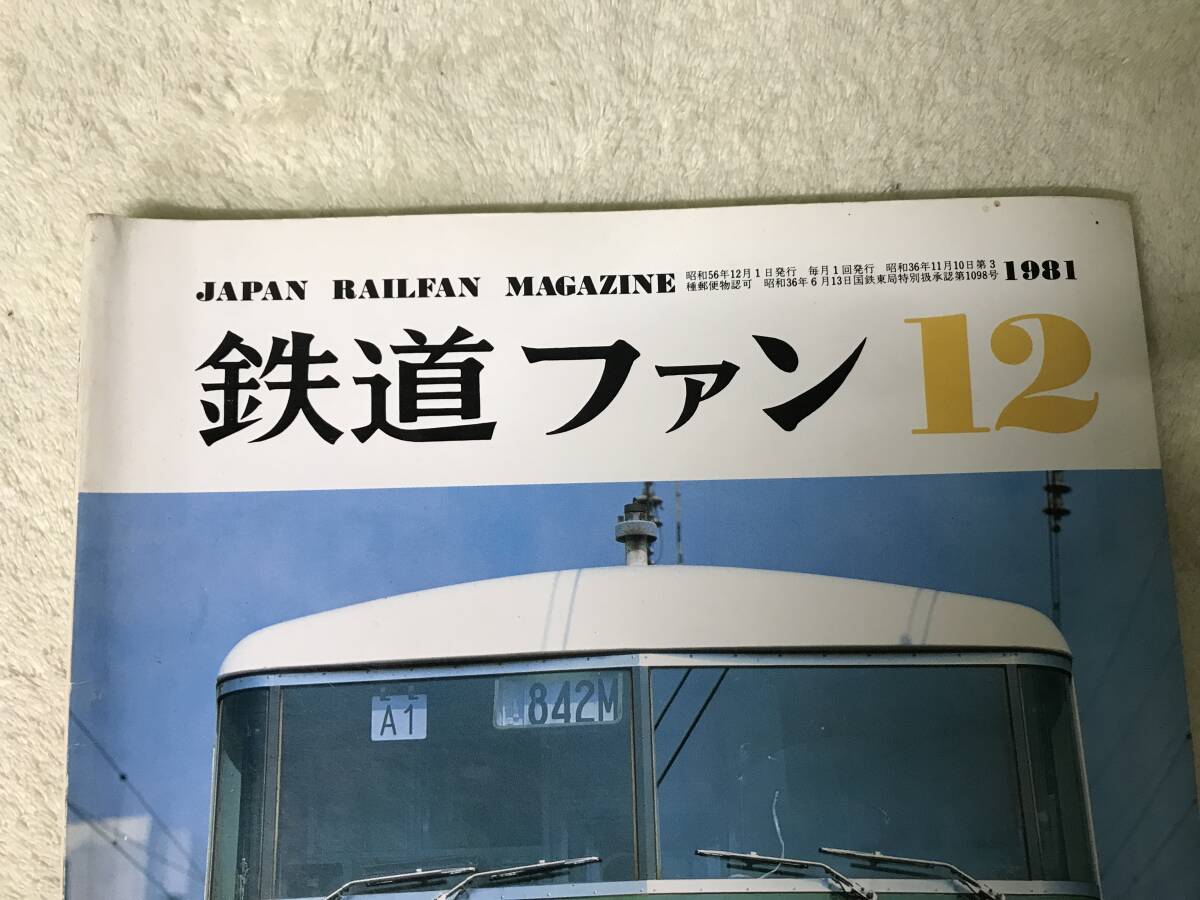 JAPAN RAILFAN MAGAZINE
昭和56年12月1日発行 毎月1回発行 昭和36年11月10日第3
種郵便物認可 昭和36年6月13日国鉄東局特別扱承認第1098号
1981
鉄道ファン 12
A1
842M